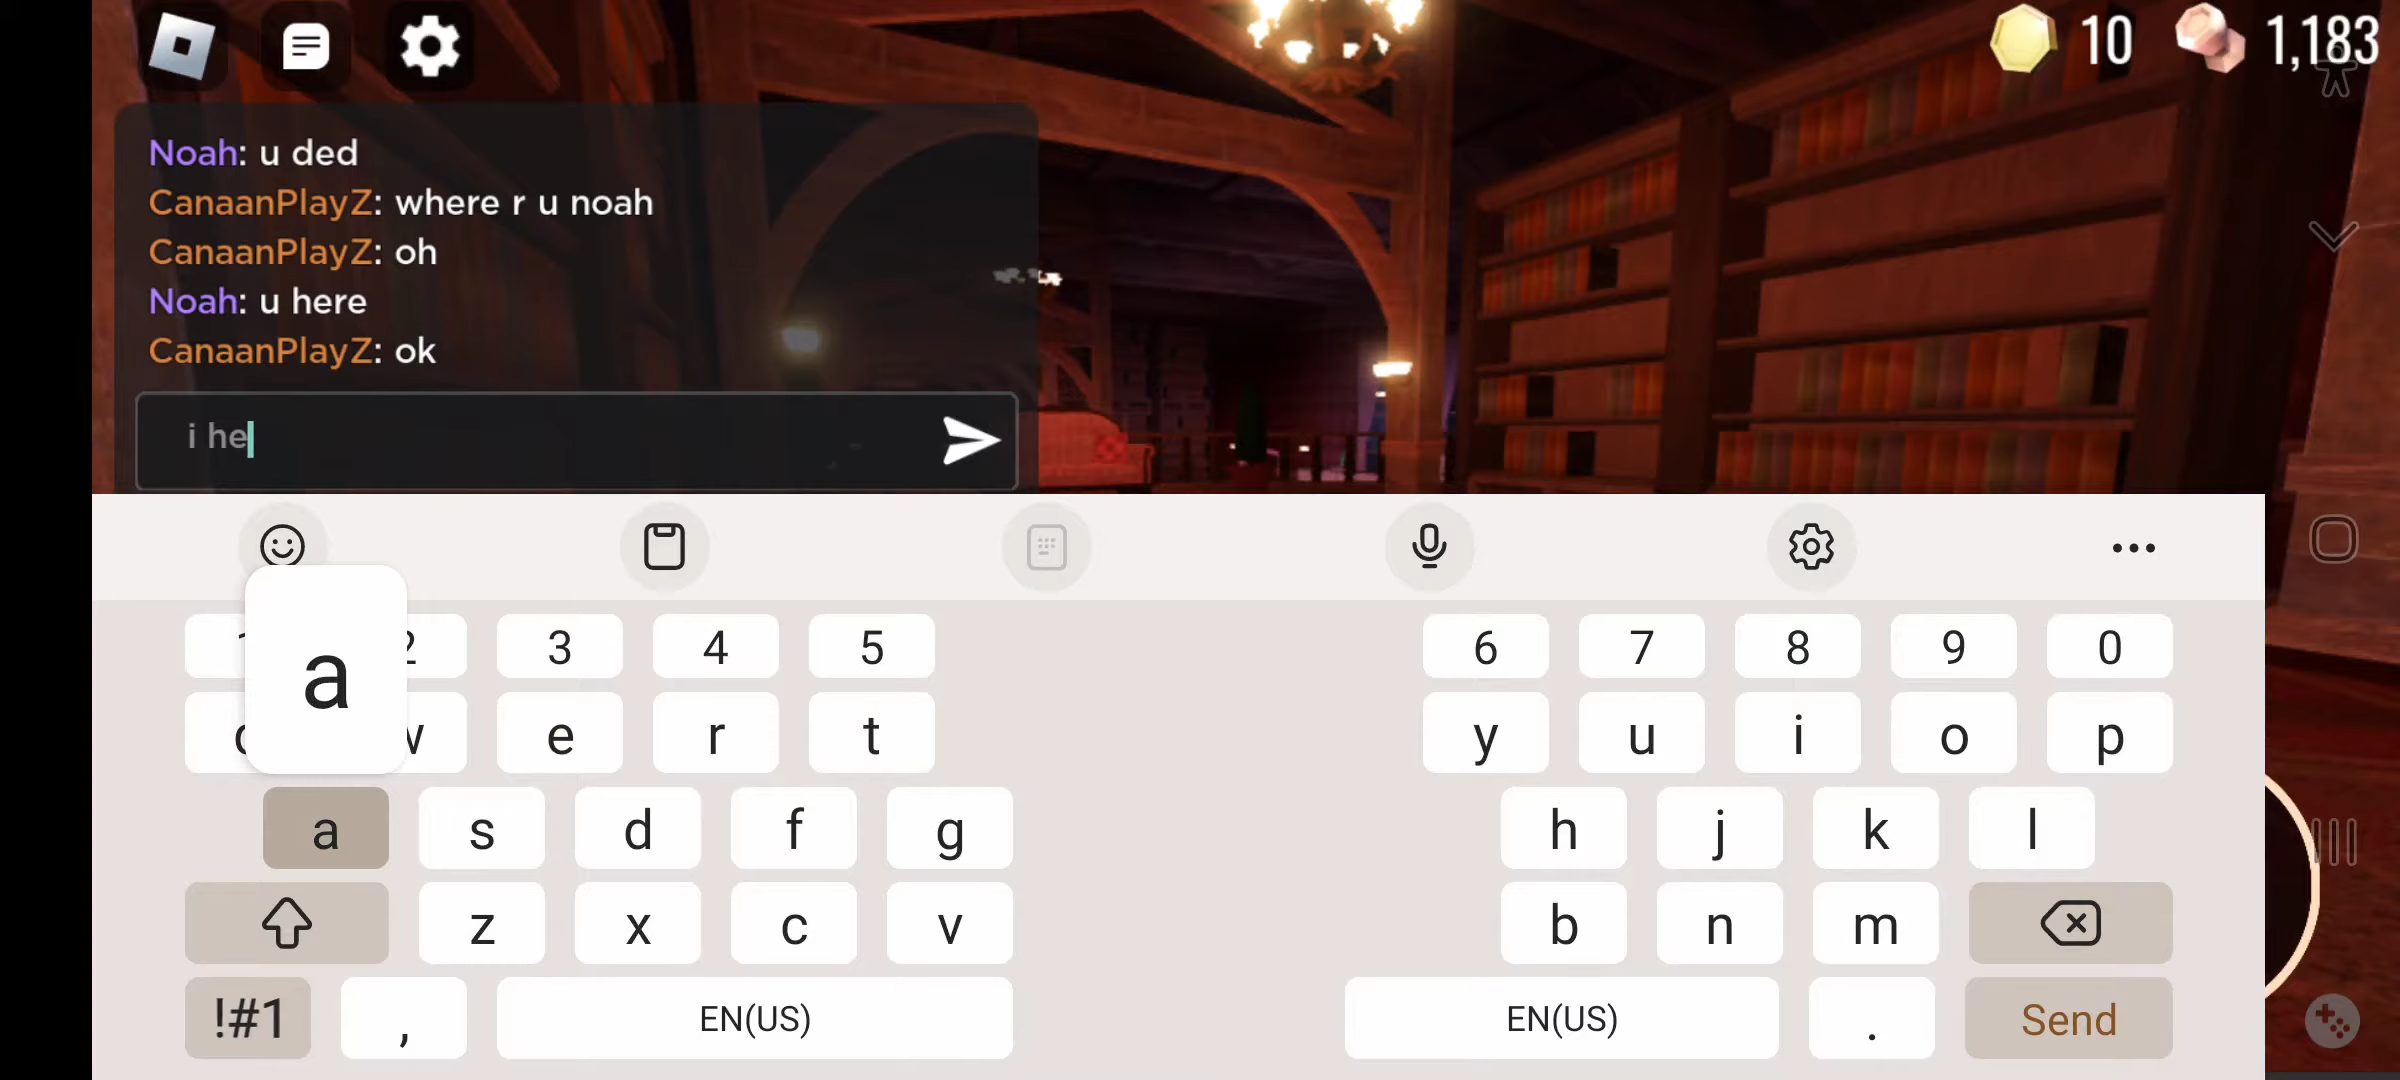 10
1,183
Noah: u ded
CanaanPlayZ: where r u noah
CanaanPlayZ: oh
Noah: u here
CanaanPlayZ: ok
i he
a
3 4 5 6 7 8 9 0
e r t y u i o p
a s d f g h j k l
z x c v b n m
!#1 , EN(US) EN(US) . Send